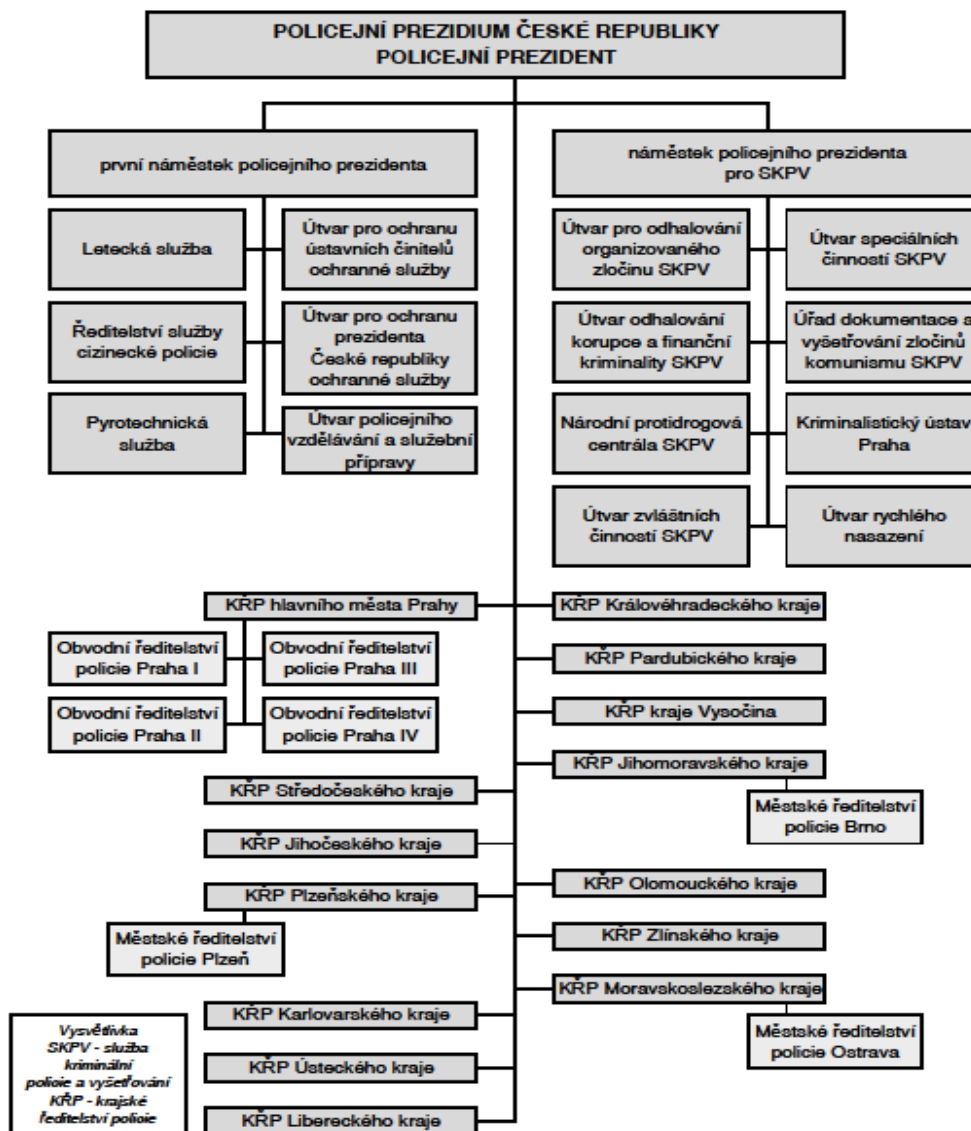 POLICEJNÍ PREZIDIUM ČESKÉ REPUBLIKY
POLICEJNÍ PREZIDENT
první náměstek policejního prezidenta
Letecká služba
Útvar pro ochranu
ústavních činitelů
ochranné služby
Ředitelství služby
cizinecké policie
Útvar pro ochranu
prezidenta
České republiky
ochranné služby
Pyrotechnická
služba
Útvar policejního
vzdělávání a služební
přípravy
náměstek policejního prezidenta
pro SKPV
Útvar pro odhalování
organizovaného
zločinu SKPV
Útvar speciálních
činností SKPV
Útvar odhalování
korupce a finanční
kriminality SKPV
Úřad dokumentace a
vyšetřování zločinů
komunismu SKPV
Národní protidrogová
centrála SKPV
Kriminalistický ústav
Praha
Útvar zvláštních
činností SKPV
Útvar rychlého
nasazení
KŘP hlavního města Prahy
Obvodní ředitelství
policie Praha I
Obvodní ředitelství
policie Praha III
Obvodní ředitelství
policie Praha II
Obvodní ředitelství
policie Praha IV
KŘP Středočeského kraje
KŘP Jihočeského kraje
KŘP Plzeňského kraje
Městské ředitelství
policie Plzeň
KŘP Karlovarského kraje
KŘP Ústeckého kraje
KŘP Libereckého kraje
KŘP Královéhradeckého kraje
KŘP Pardubického kraje
KŘP kraje Vysočina
KŘP Jihomoravského kraje
Městské ředitelství
policie Brno
KŘP Olomouckého kraje
KŘP Zlínského kraje
KŘP Moravskoslezského kraje
Městské ředitelství
policie Ostrava
Vysvětlivka
SKPV - služba
kriminální
policie a vyšetřování
KŘP - krajské
ředitelství policie